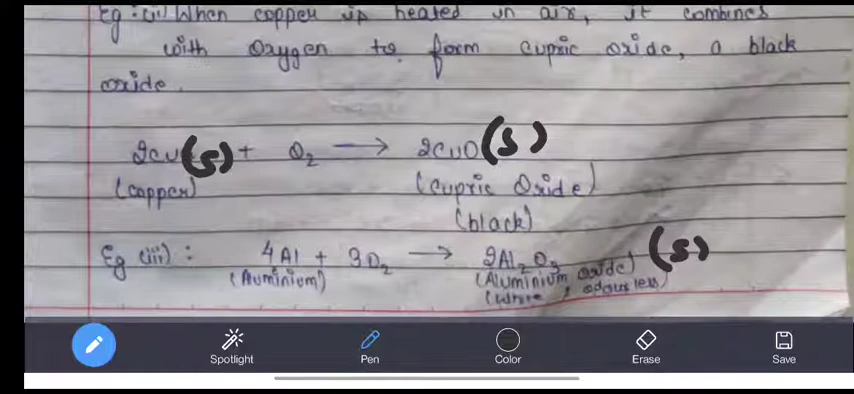 Eg :(ii) When copper is heated in air, it combines
with oxygen to form cupric oxide, a black
oxide.
2Cu(s) + O₂ → 2CuO(s)
(Copper) (Cupric Oxide)
(black)
Eg (iii) : 4Al + 3O₂ → 2Al₂O₃ (s)
(Aluminium) (Aluminium oxide)
(White, odourless)
Spotlight Pen Color Erase Save